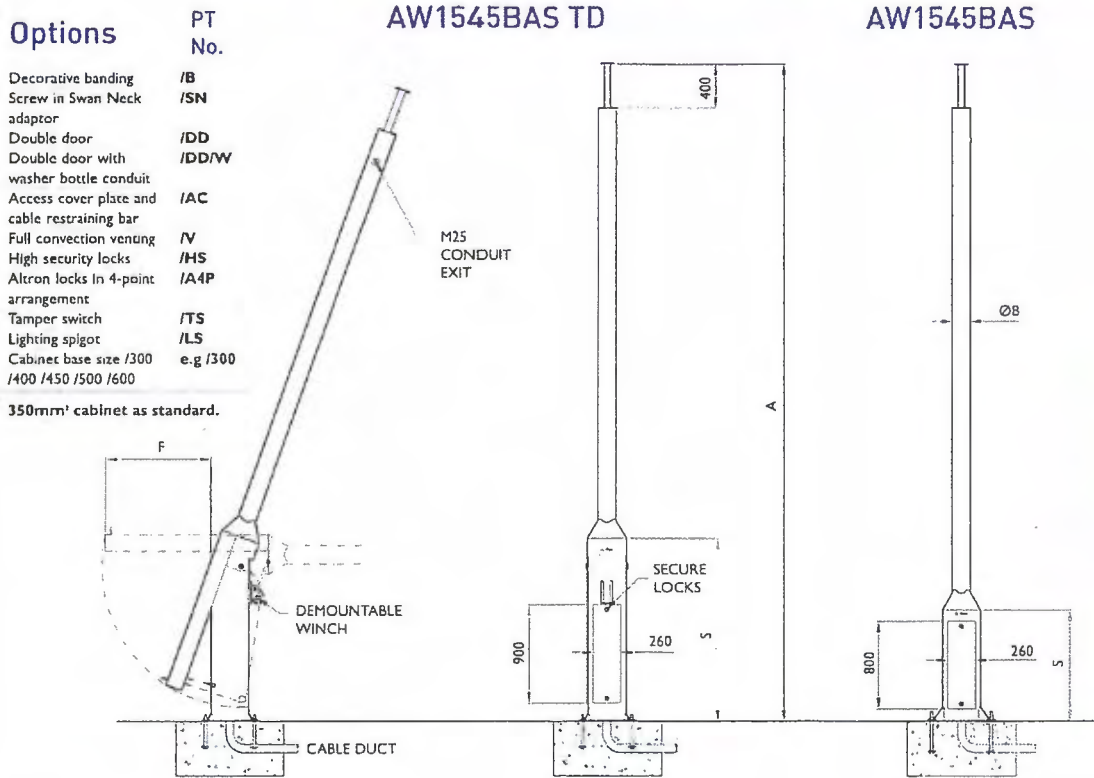 AW1545BAS TD
AW1545BAS
Options
PT
No.
Decorative banding /B
Screw in Swan Neck /SN
adaptor
Double door /DD
Double door with /DD/W
washer bottle conduit
Access cover plate and /AC
cable restraining bar
Full convection venting /V
High security locks /HS
Altron locks in 4-point /A4P
arrangement
Tamper switch /TS
Lighting spigot /LS
Cabinet base size /300 e.g /300
/400 /450 /500 /600
350mm² cabinet as standard.
400
M25
CONDUIT
EXIT
ØB
A
F
SECURE
LOCKS
DEMOUNTABLE
WINCH
900
260
S
800
260
S
CABLE DUCT